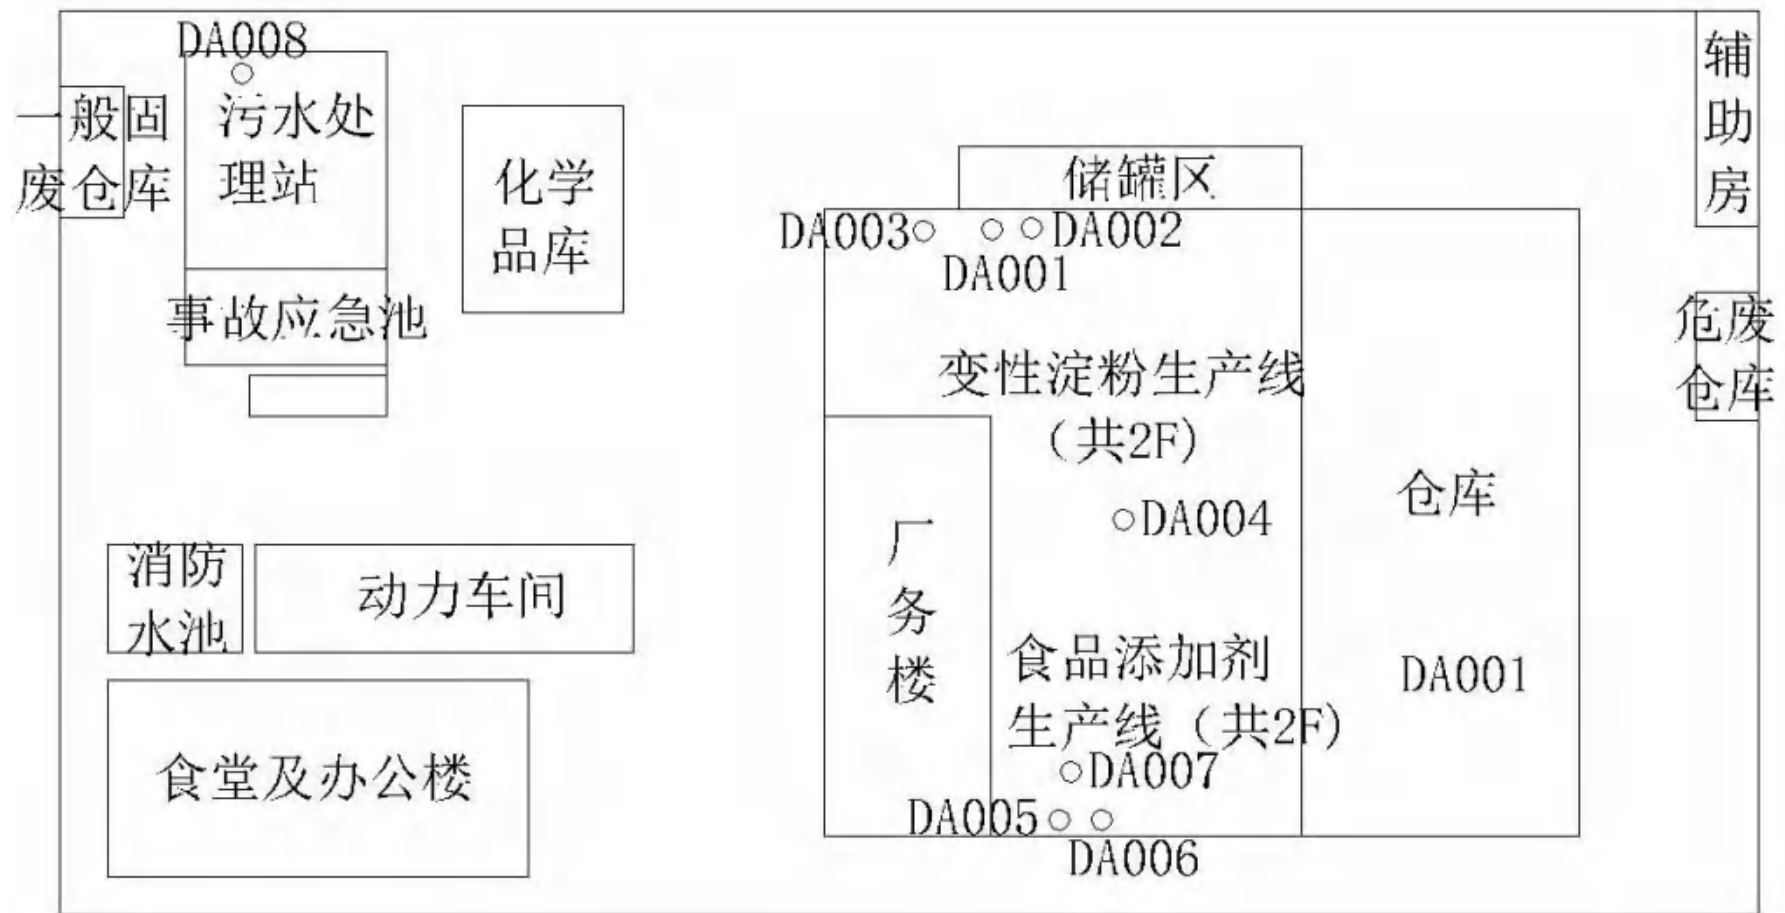 DA008
一般固
废仓库
污水处
理站
事故应急池
化学
品库
储罐区
DA003
DA001
DA002
变性淀粉生产线
（共2F）
DA004
厂
务
楼
食品添加剂
生产线（共2F）
DA007
DA005
DA006
仓库
DA001
辅
助
房
危废
仓库
消防
水池
动力车间
食堂及办公楼